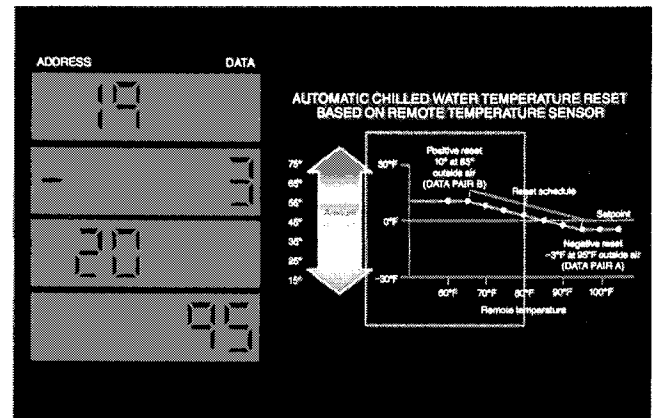 ADDRESS DATA
19
- 3
20
95
AUTOMATIC CHILLED WATER TEMPERATURE RESET
BASED ON REMOTE TEMPERATURE SENSOR
75°
65°
55°
45°
35°
25°
15°
30°F
0°F
-30°F
Positive reset
10° at 65°
outside air
(DATA PAIR B)
Reset schedule
Setpoint
Negative reset
-3°F at 95°F outside air
(DATA PAIR A)
60°F 70°F 80°F 90°F 100°F
Remote temperature